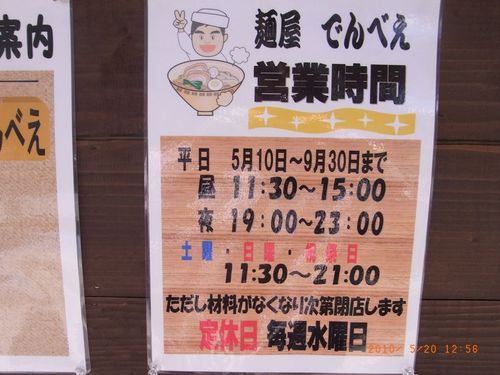 案内
べえ
麺屋 でんべえ
営業時間
平日 5月10日〜9月30日まで
昼 11:30〜15:00
夜 19:00〜23:00
土曜・日曜・祝祭日
11:30〜21:00
ただし材料がなくなり次第閉店します
定休日 毎週水曜日
2010/ 5/20 12:56